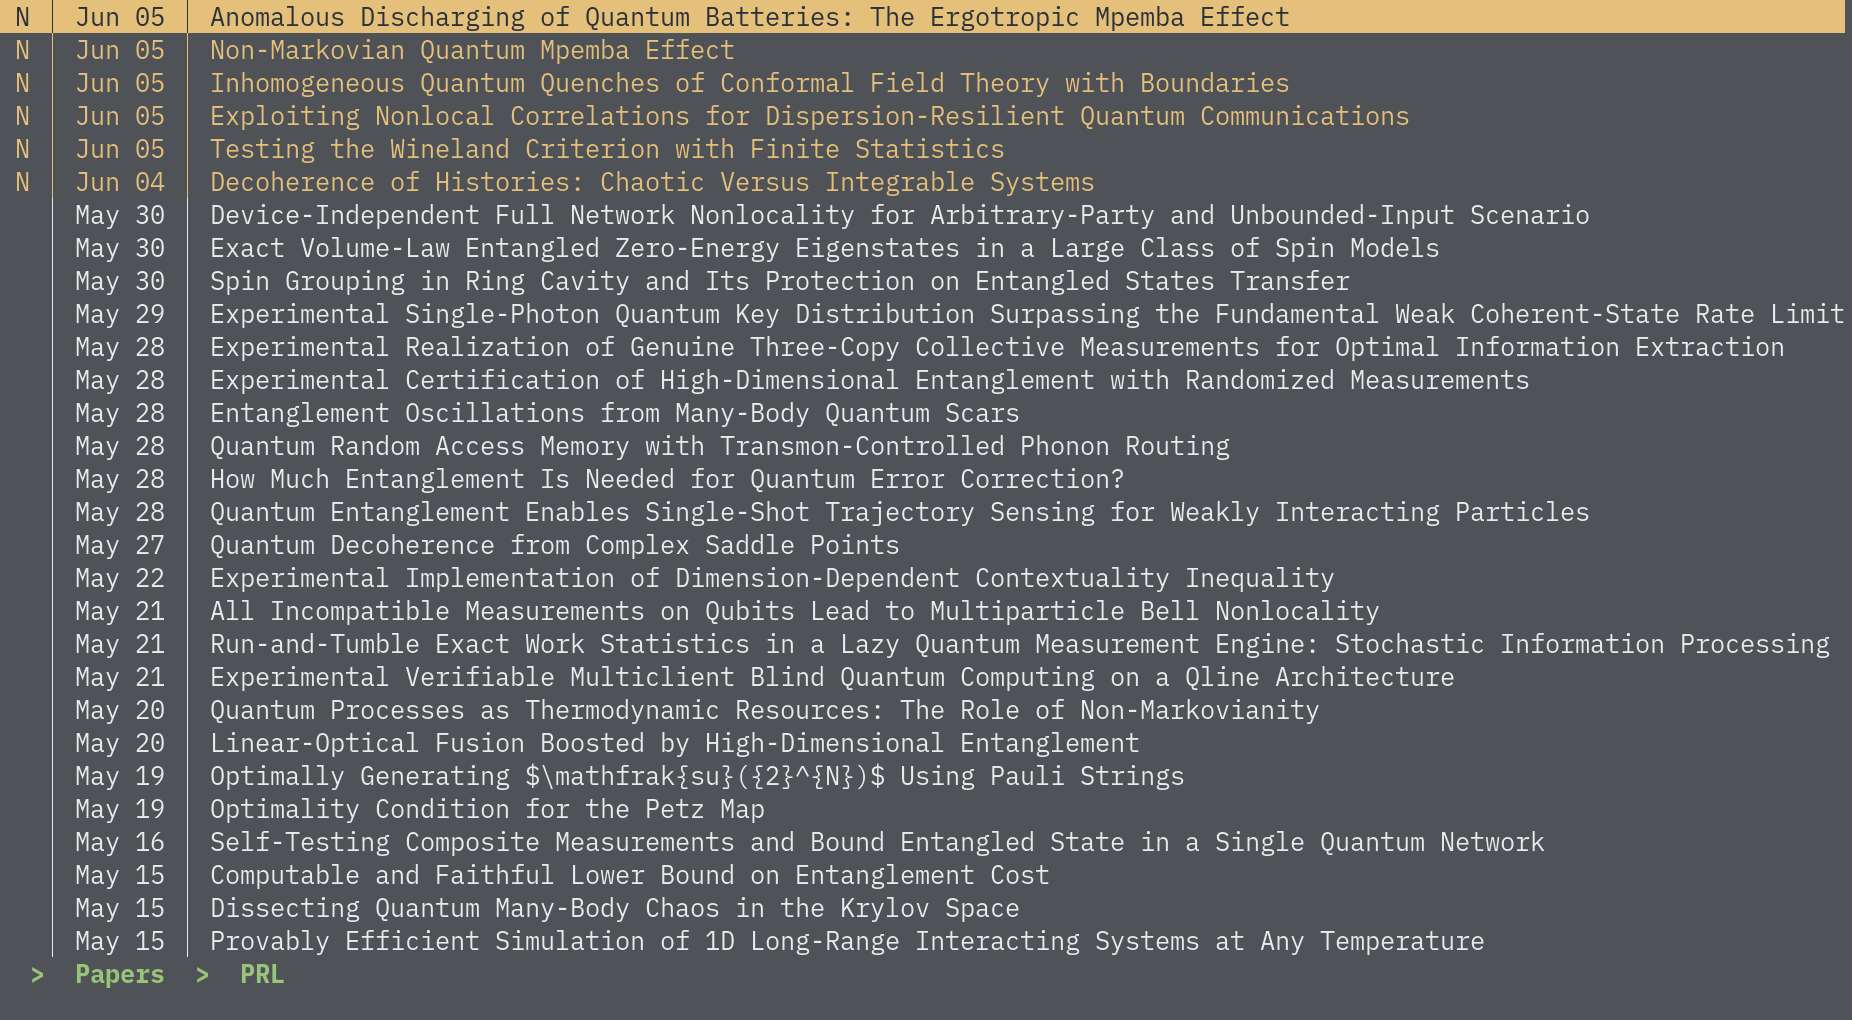 N Jun 05 Anomalous Discharging of Quantum Batteries: The Ergotropic Mpemba Effect
N Jun 05 Non-Markovian Quantum Mpemba Effect
N Jun 05 Inhomogeneous Quantum Quenches of Conformal Field Theory with Boundaries
N Jun 05 Exploiting Nonlocal Correlations for Dispersion-Resilient Quantum Communications
N Jun 05 Testing the Wineland Criterion with Finite Statistics
N Jun 04 Decoherence of Histories: Chaotic Versus Integrable Systems
May 30 Device-Independent Full Network Nonlocality for Arbitrary-Party and Unbounded-Input Scenario
May 30 Exact Volume-Law Entangled Zero-Energy Eigenstates in a Large Class of Spin Models
May 30 Spin Grouping in Ring Cavity and Its Protection on Entangled States Transfer
May 29 Experimental Single-Photon Quantum Key Distribution Surpassing the Fundamental Weak Coherent-State Rate Limit
May 28 Experimental Realization of Genuine Three-Copy Collective Measurements for Optimal Information Extraction
May 28 Experimental Certification of High-Dimensional Entanglement with Randomized Measurements
May 28 Entanglement Oscillations from Many-Body Quantum Scars
May 28 Quantum Random Access Memory with Transmon-Controlled Phonon Routing
May 28 How Much Entanglement Is Needed for Quantum Error Correction?
May 28 Quantum Entanglement Enables Single-Shot Trajectory Sensing for Weakly Interacting Particles
May 27 Quantum Decoherence from Complex Saddle Points
May 22 Experimental Implementation of Dimension-Dependent Contextuality Inequality
May 21 All Incompatible Measurements on Qubits Lead to Multiparticle Bell Nonlocality
May 21 Run-and-Tumble Exact Work Statistics in a Lazy Quantum Measurement Engine: Stochastic Information Processing
May 21 Experimental Verifiable Multiclient Blind Quantum Computing on a Qline Architecture
May 20 Quantum Processes as Thermodynamic Resources: The Role of Non-Markovianity
May 20 Linear-Optical Fusion Boosted by High-Dimensional Entanglement
May 19 Optimally Generating $\mathfrak{su}({2}^{N})$ Using Pauli Strings
May 19 Optimality Condition for the Petz Map
May 16 Self-Testing Composite Measurements and Bound Entangled State in a Single Quantum Network
May 15 Computable and Faithful Lower Bound on Entanglement Cost
May 15 Dissecting Quantum Many-Body Chaos in the Krylov Space
May 15 Provably Efficient Simulation of 1D Long-Range Interacting Systems at Any Temperature
> Papers > PRL